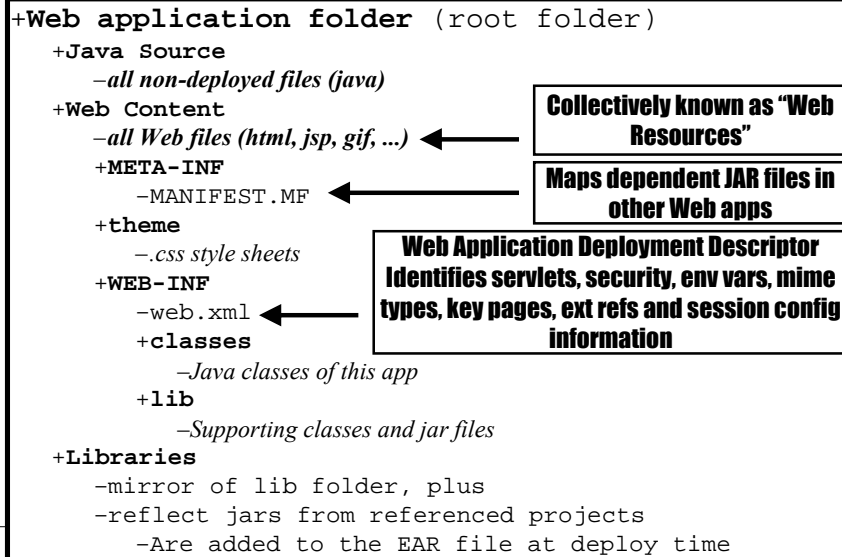 +Web application folder (root folder)
+Java Source
–all non-deployed files (java)
+Web Content
–all Web files (html, jsp, gif, ...)
Collectively known as “Web
Resources”
+META-INF
–MANIFEST.MF
Maps dependent JAR files in
other Web apps
+theme
–.css style sheets
+WEB-INF
–web.xml
Web Application Deployment Descriptor
Identifies servlets, security, env vars, mime
types, key pages, ext refs and session config
information
+classes
–Java classes of this app
+lib
–Supporting classes and jar files
+Libraries
–mirror of lib folder, plus
–reflect jars from referenced projects
–Are added to the EAR file at deploy time